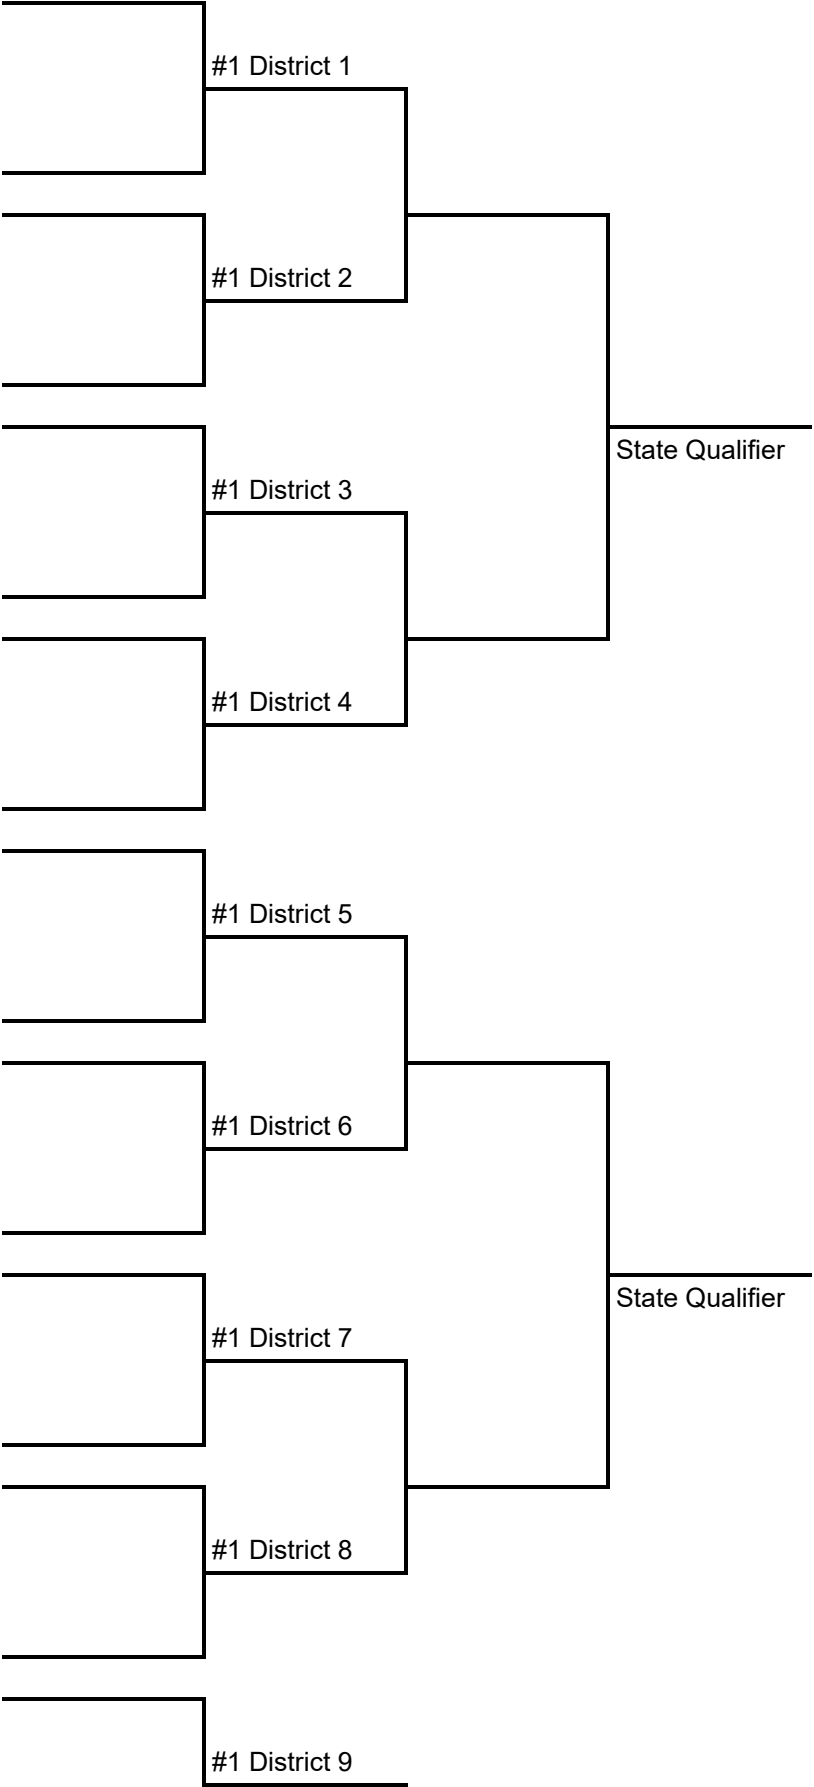 #1 District 1
#1 District 2
State Qualifier
#1 District 3
#1 District 4
#1 District 5
#1 District 6
State Qualifier
#1 District 7
#1 District 8
#1 District 9